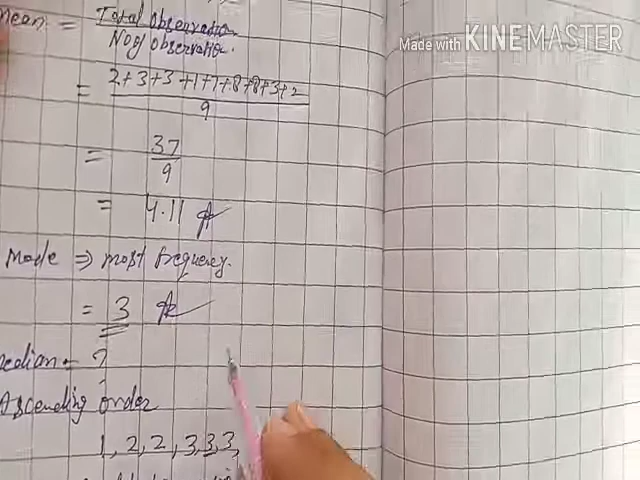 Made with KINEMASTER
mean = Total observation
No of observation.
= 2+3+3+1+7+8+8+3+2
9
= 37
9
= 4.11
Mode ⇒ most frequency.
= 3
median = ?
Ascending order
1, 2, 2, 3, 3, 3,